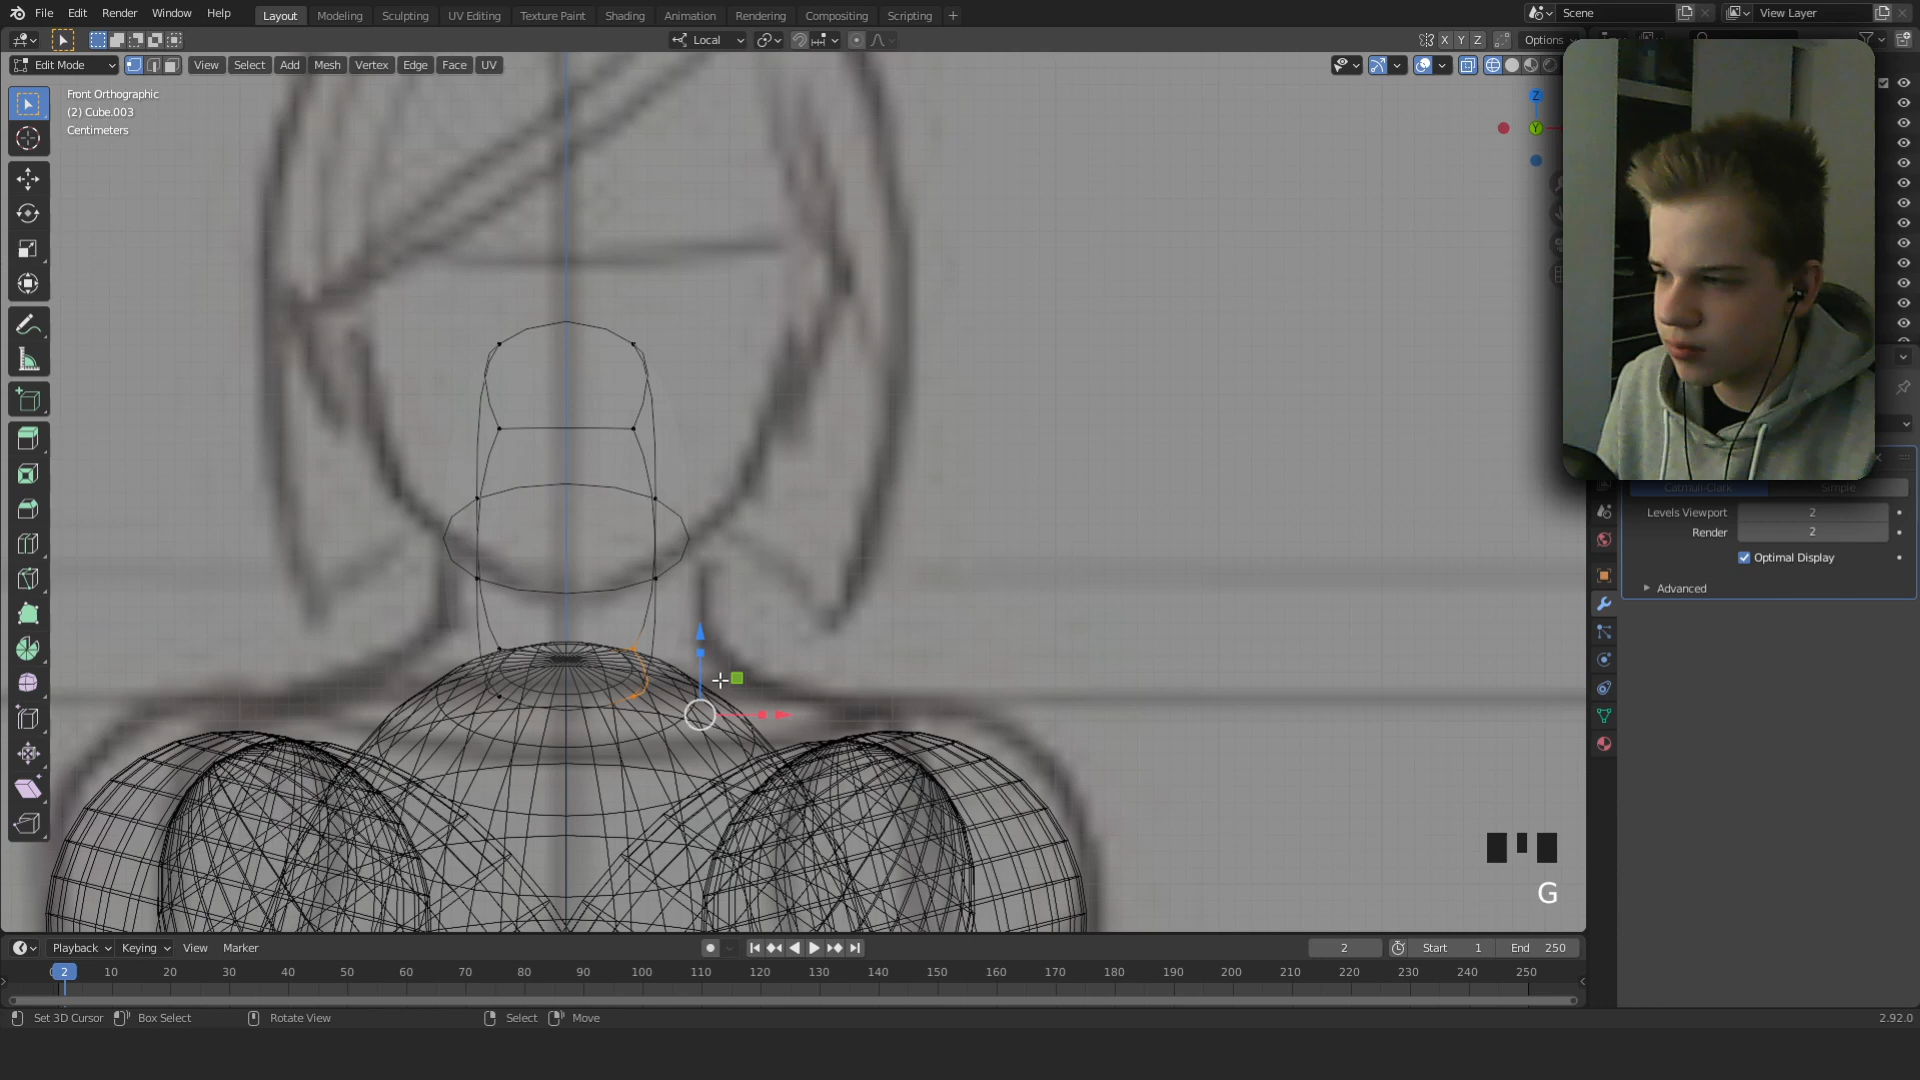 File Edit Render Window Help Layout Modeling Sculpting UV Editing Texture Paint Shading Animation Rendering Compositing Scripting + Scene View Layer
Local X Y Z Options
Edit Mode View Select Add Mesh Vertex Edge Face UV
Front Orthographic
(2) Cube.003
Centimeters
Z
Y
Catmull-Clark Simple
Levels Viewport 2
Render 2
Optimal Display
Advanced
G
Playback Keying View Marker 2 Start 1 End 250
2 10 20 30 40 50 60 70 80 90 100 110 120 130 140 150 160 170 180 190 200 210 220 230 240 250
Set 3D Cursor Box Select Rotate View Select Move 2.92.0